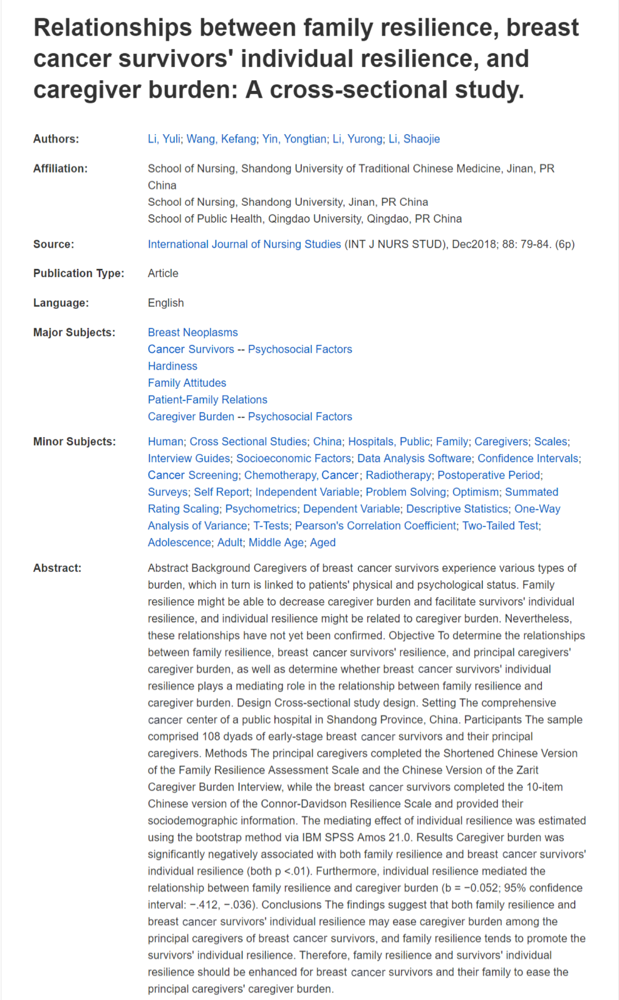 Relationships between family resilience, breast
cancer survivors' individual resilience, and
caregiver burden: A cross-sectional study.
Authors: Li, Yuli; Wang, Kefang; Yin, Yongtian; Li, Yurong; Li, Shaojie
Affiliation: School of Nursing, Shandong University of Traditional Chinese Medicine, Jinan, PR
China
School of Nursing, Shandong University, Jinan, PR China
School of Public Health, Qingdao University, Qingdao, PR China
Source: International Journal of Nursing Studies (INT J NURS STUD), Dec2018; 88: 79-84. (6p)
Publication Type: Article
Language: English
Major Subjects: Breast Neoplasms
Cancer Survivors -- Psychosocial Factors
Hardiness
Family Attitudes
Patient-Family Relations
Caregiver Burden -- Psychosocial Factors
Minor Subjects: Human; Cross Sectional Studies; China; Hospitals, Public; Family; Caregivers; Scales;
Interview Guides; Socioeconomic Factors; Data Analysis Software; Confidence Intervals;
Cancer Screening; Chemotherapy, Cancer; Radiotherapy; Postoperative Period;
Surveys; Self Report; Independent Variable; Problem Solving; Optimism; Summated
Rating Scaling; Psychometrics; Dependent Variable; Descriptive Statistics; One-Way
Analysis of Variance; T-Tests; Pearson's Correlation Coefficient; Two-Tailed Test;
Adolescence; Adult; Middle Age; Aged
Abstract: Abstract Background Caregivers of breast cancer survivors experience various types of
burden, which in turn is linked to patients' physical and psychological status. Family
resilience might be able to decrease caregiver burden and facilitate survivors' individual
resilience, and individual resilience might be related to caregiver burden. Nevertheless,
these relationships have not yet been confirmed. Objective To determine the relationships
between family resilience, breast cancer survivors' resilience, and principal caregivers'
caregiver burden, as well as determine whether breast cancer survivors' individual
resilience plays a mediating role in the relationship between family resilience and
caregiver burden. Design Cross-sectional study design. Setting The comprehensive
cancer center of a public hospital in Shandong Province, China. Participants The sample
comprised 108 dyads of early-stage breast cancer survivors and their principal
caregivers. Methods The principal caregivers completed the Shortened Chinese Version
of the Family Resilience Assessment Scale and the Chinese Version of the Zarit
Caregiver Burden Interview, while the breast cancer survivors completed the 10-item
Chinese version of the Connor-Davidson Resilience Scale and provided their
sociodemographic information. The mediating effect of individual resilience was estimated
using the bootstrap method via IBM SPSS Amos 21.0. Results Caregiver burden was
significantly negatively associated with both family resilience and breast cancer survivors'
individual resilience (both p <.01). Furthermore, individual resilience mediated the
relationship between family resilience and caregiver burden (b = −0.052; 95% confidence
interval: −.412, −.036). Conclusions The findings suggest that both family resilience and
breast cancer survivors' individual resilience may ease caregiver burden among the
principal caregivers of breast cancer survivors, and family resilience tends to promote the
survivors' individual resilience. Therefore, family resilience and survivors' individual
resilience should be enhanced for breast cancer survivors and their family to ease the
principal caregivers' caregiver burden.